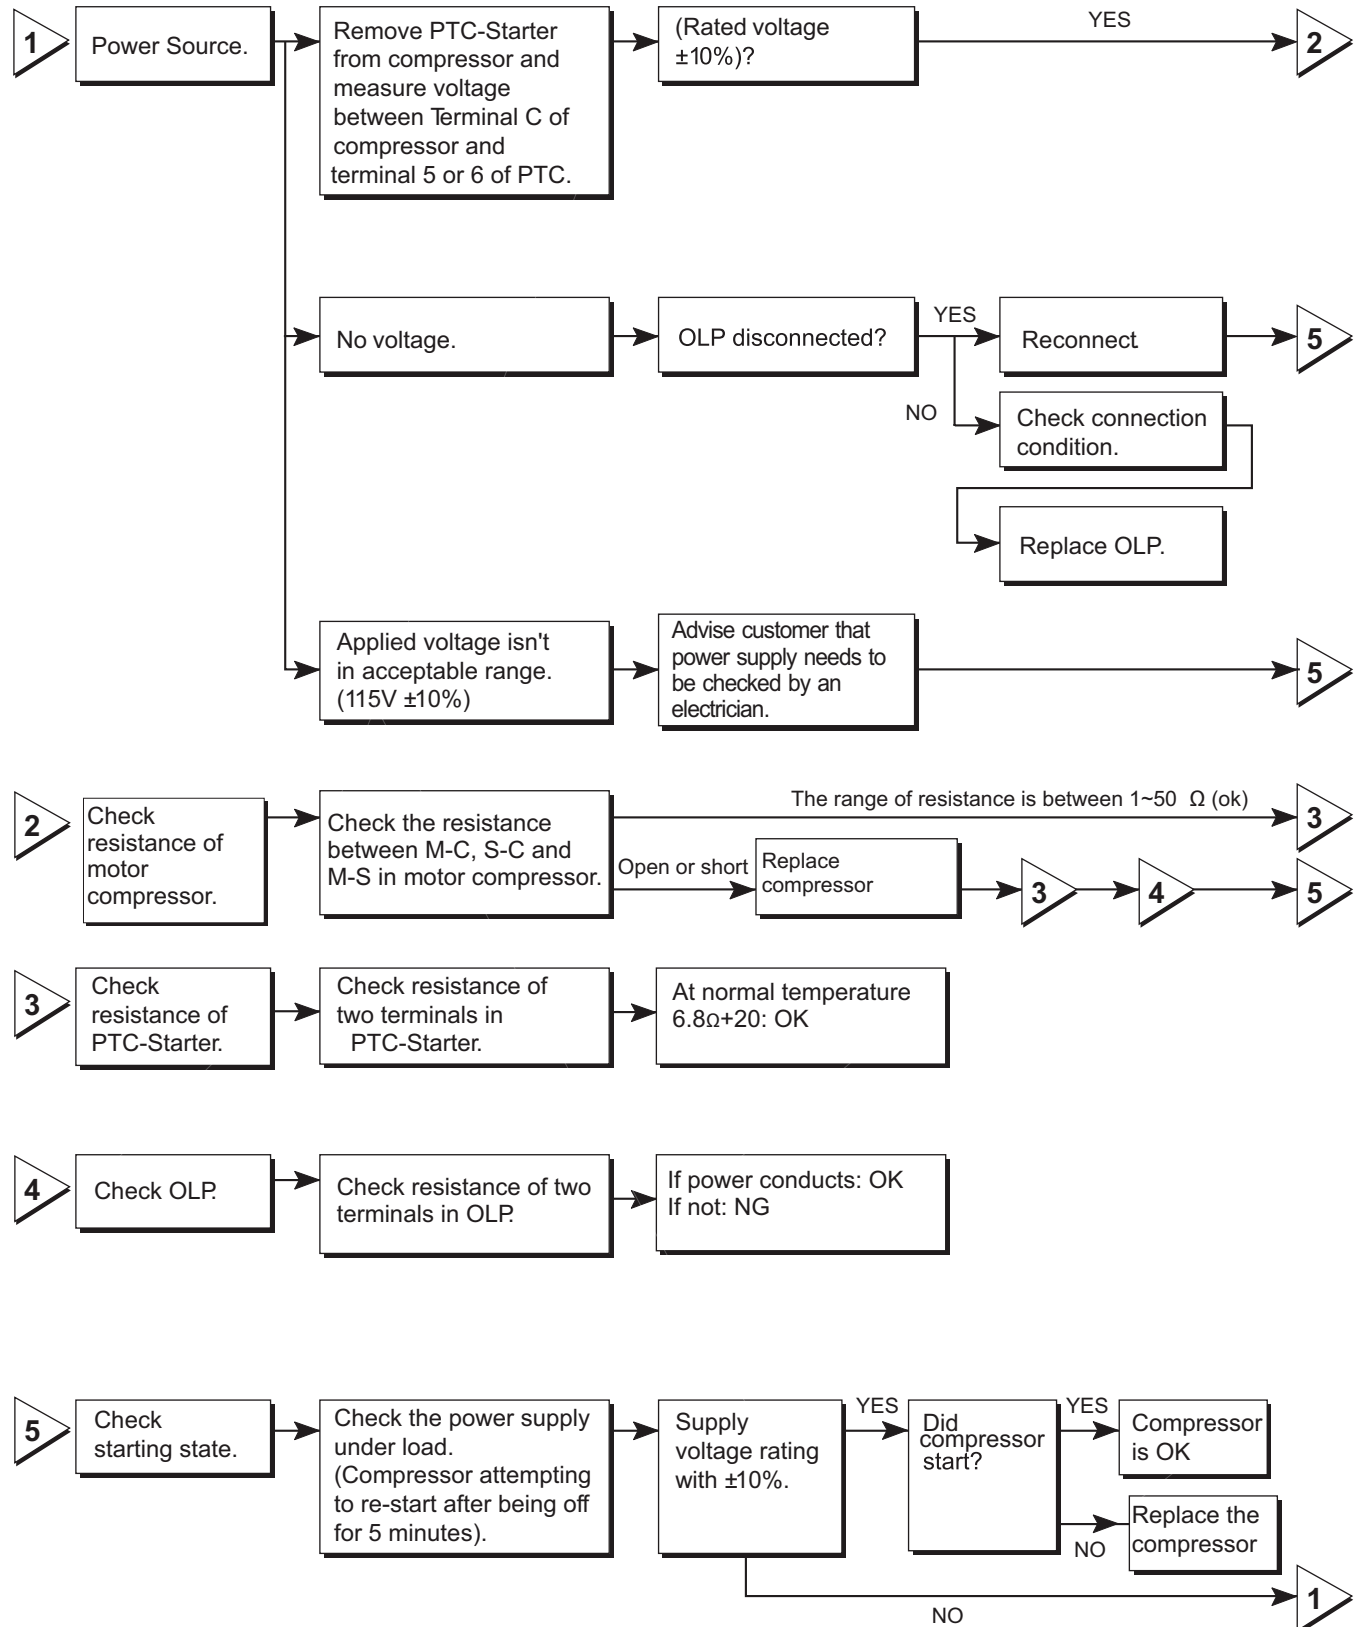 1
Power Source.
Remove PTC-Starter
from compressor and
measure voltage
between Terminal C of
compressor and
terminal 5 or 6 of PTC.
(Rated voltage
±10%)?
YES
2
No voltage.
OLP disconnected?
YES
Reconnect.
5
NO
Check connection
condition.
Replace OLP.
Applied voltage isn't
in acceptable range.
(115V ±10%)
Advise customer that
power supply needs to
be checked by an
electrician.
5
2
Check
resistance of
motor
compressor.
Check the resistance
between M-C, S-C and
M-S in motor compressor.
The range of resistance is between 1~50 Ω (ok)
3
Open or short
Replace
compressor
3
4
5
3
Check
resistance of
PTC-Starter.
Check resistance of
two terminals in
PTC-Starter.
At normal temperature
6.8Ω+20: OK
4
Check OLP.
Check resistance of two
terminals in OLP.
If power conducts: OK
If not: NG
5
Check
starting state.
Check the power supply
under load.
(Compressor attempting
to re-start after being off
for 5 minutes).
Supply
voltage rating
with ±10%.
YES
Did
compressor
start?
YES
Compressor
is OK
NO
Replace the
compressor
NO
1